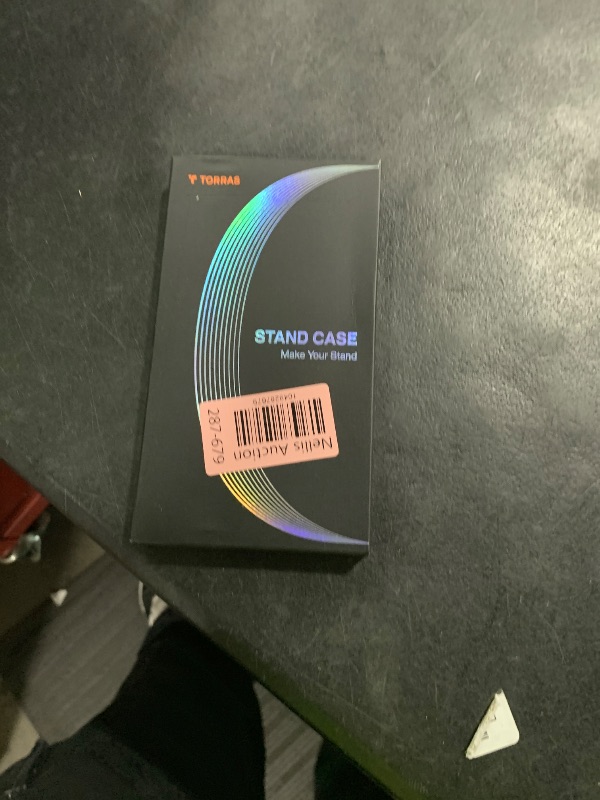 TORRAS
STAND CASE
Make Your Stand
Nellis Auction
287-679